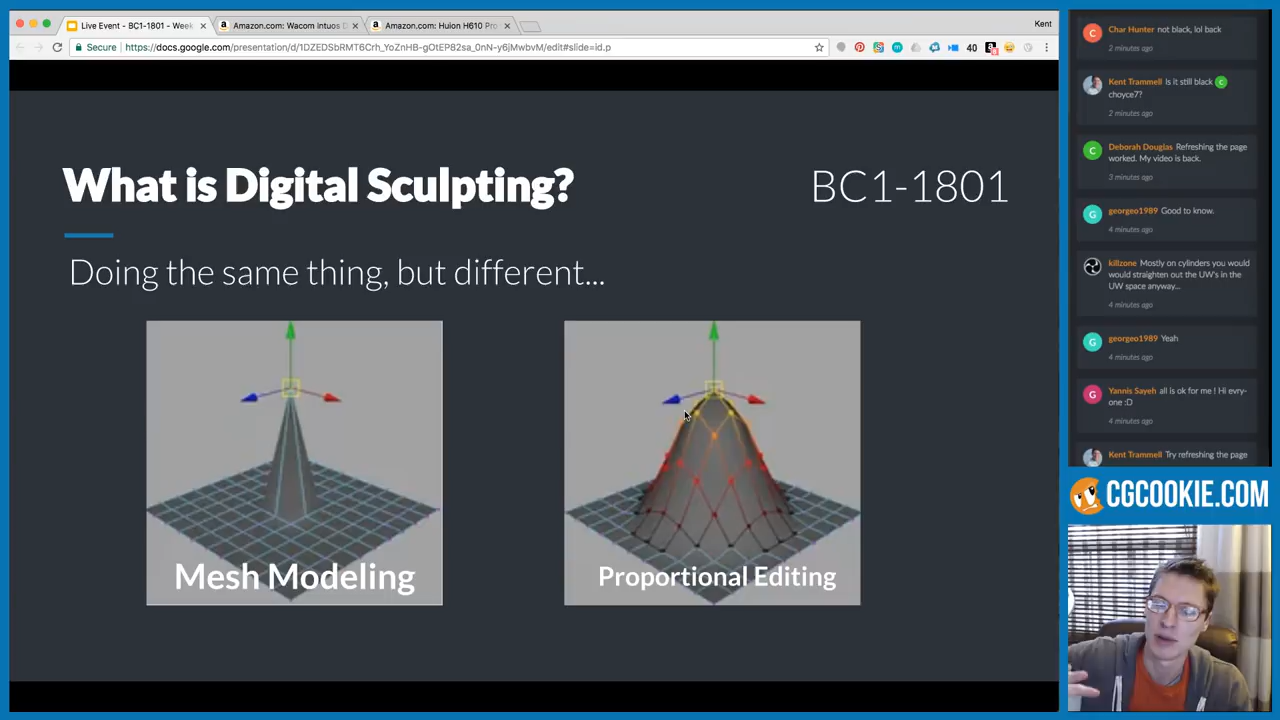 Live Event - BC1-1801 - Week
Amazon.com: Wacom Intuos D
Amazon.com: Huion H610 Pro
Kent
Secure
https://docs.google.com/presentation/d/1DZEDSbRMT6Crh_YoZnHB-gOtEP82sa_0nN-y6jMwbvM/edit#slide=id.p
40
What is Digital Sculpting?
BC1-1801
Doing the same thing, but different...
Mesh Modeling
Proportional Editing
C
Char Hunter not black, lol back
2 minutes ago
Kent Trammell Is it still black C
choyce7?
2 minutes ago
C
Deborah Douglas Refreshing the page
worked. My video is back.
3 minutes ago
G
georgeo1989 Good to know.
4 minutes ago
killzone Mostly on cylinders you would
would straighten out the UW's in the
UW space anyway...
4 minutes ago
G
georgeo1989 Yeah
4 minutes ago
G
Yannis Sayeh all is ok for me ! Hi evry-
one :D
4 minutes ago
Kent Trammell Try refreshing the page
CGCOOKIE.COM